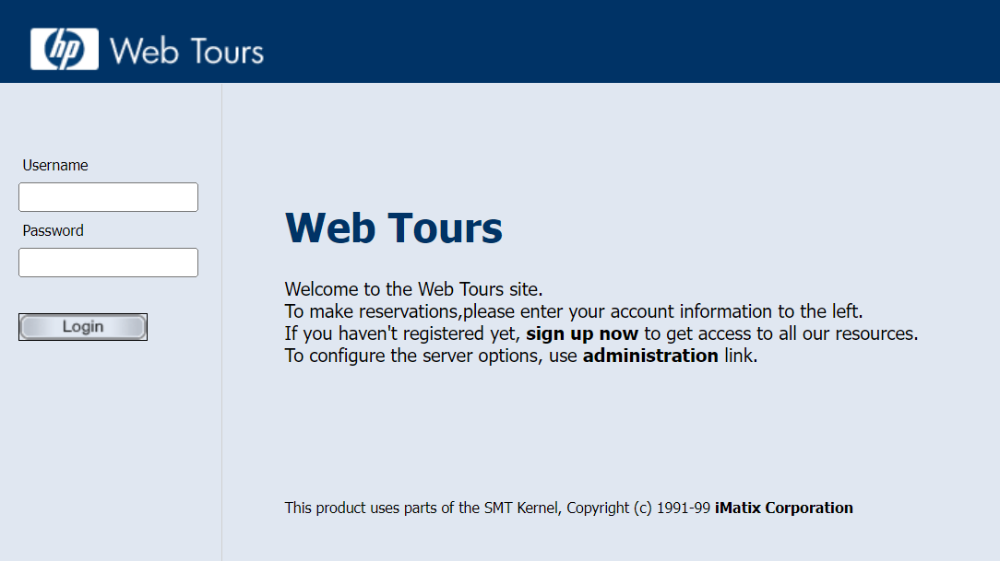 hp Web Tours
Username
Password
Login
Web Tours
Welcome to the Web Tours site.
To make reservations,please enter your account information to the left.
If you haven't registered yet, sign up now to get access to all our resources.
To configure the server options, use administration link.
This product uses parts of the SMT Kernel, Copyright (c) 1991-99 iMatix Corporation